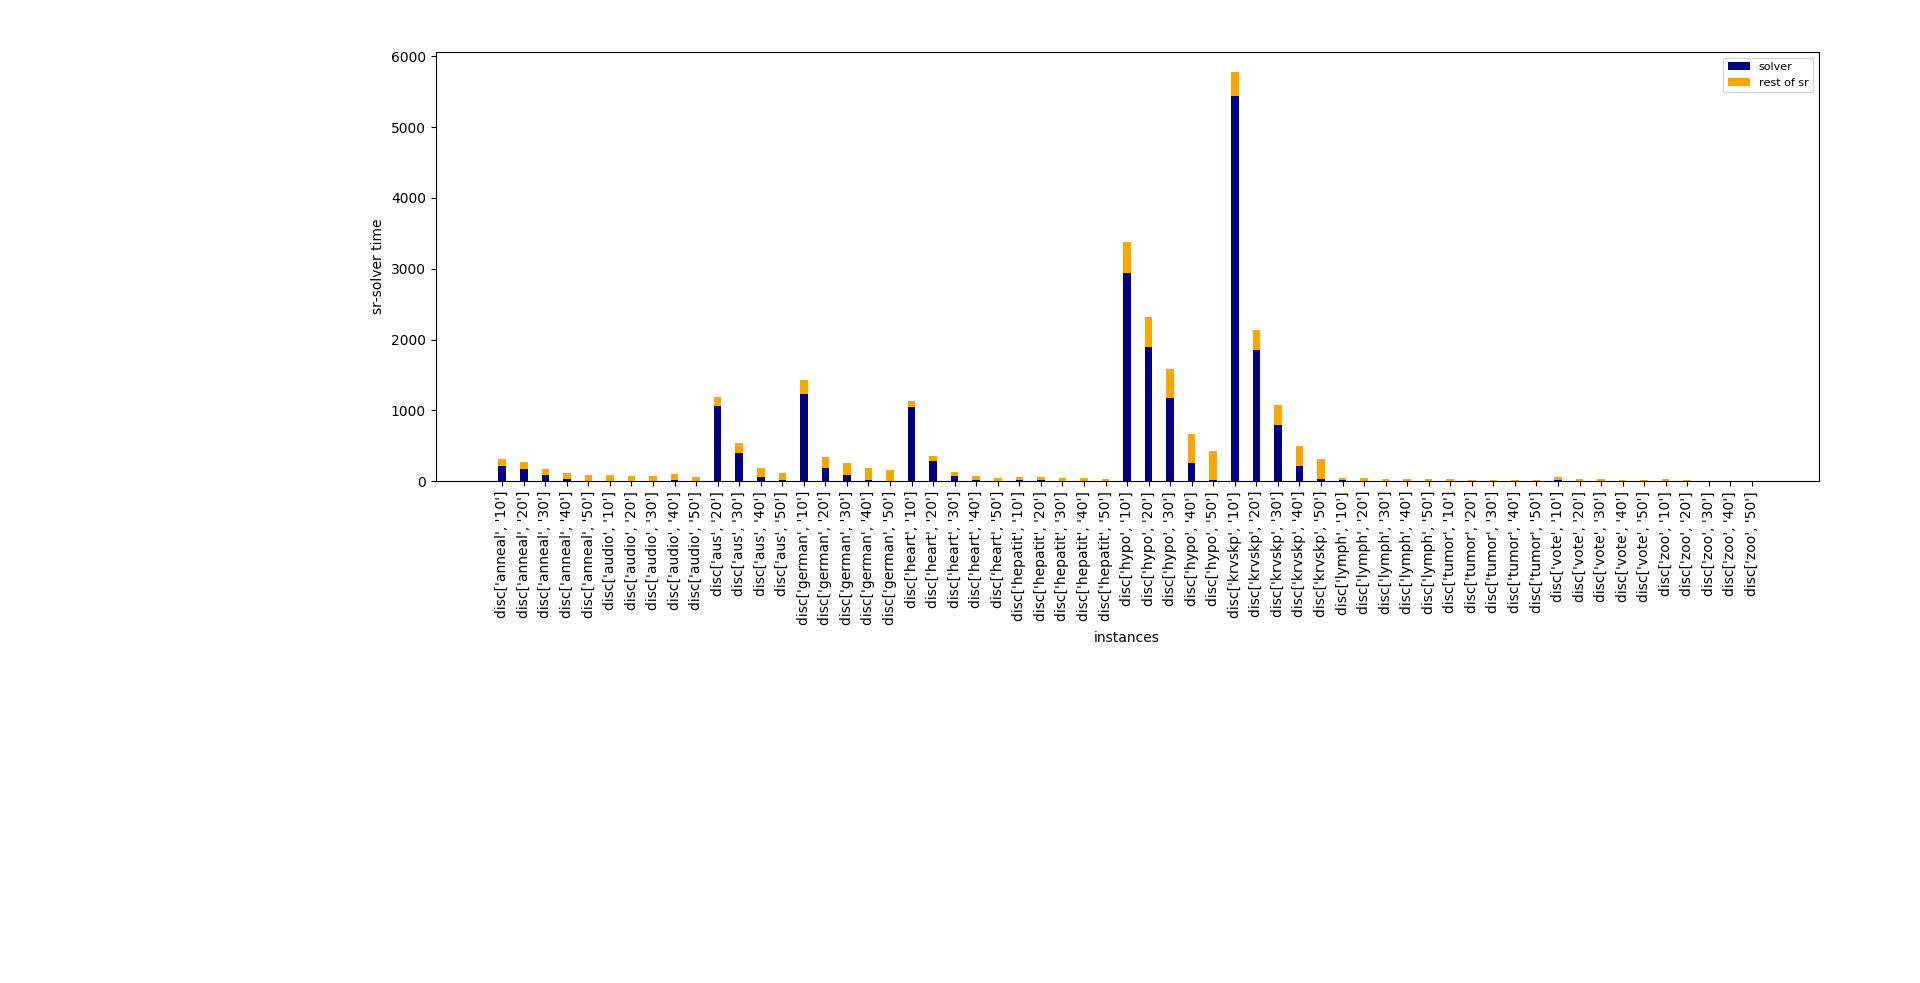 6000
5000
4000
3000
2000
1000
0
sr-solver time
solver
rest of sr
disc['anneal', '10']
disc['anneal', '20']
disc['anneal', '30']
disc['anneal', '40']
disc['anneal', '50']
disc['audio', '10']
disc['audio', '20']
disc['audio', '30']
disc['audio', '40']
disc['audio', '50']
disc['aus', '20']
disc['aus', '30']
disc['aus', '40']
disc['aus', '50']
disc['german', '10']
disc['german', '20']
disc['german', '30']
disc['german', '40']
disc['german', '50']
disc['heart', '10']
disc['heart', '20']
disc['heart', '30']
disc['heart', '40']
disc['heart', '50']
disc['hepatit', '10']
disc['hepatit', '20']
disc['hepatit', '30']
disc['hepatit', '40']
disc['hepatit', '50']
disc['hypo', '10']
disc['hypo', '20']
disc['hypo', '30']
disc['hypo', '40']
disc['hypo', '50']
disc['krvskp', '10']
disc['krvskp', '20']
disc['krvskp', '30']
disc['krvskp', '40']
disc['krvskp', '50']
disc['lymph', '10']
disc['lymph', '20']
disc['lymph', '30']
disc['lymph', '40']
disc['lymph', '50']
disc['tumor', '10']
disc['tumor', '20']
disc['tumor', '30']
disc['tumor', '40']
disc['tumor', '50']
disc['vote', '10']
disc['vote', '20']
disc['vote', '30']
disc['vote', '40']
disc['vote', '50']
disc['zoo', '10']
disc['zoo', '20']
disc['zoo', '30']
disc['zoo', '40']
disc['zoo', '50']
instances